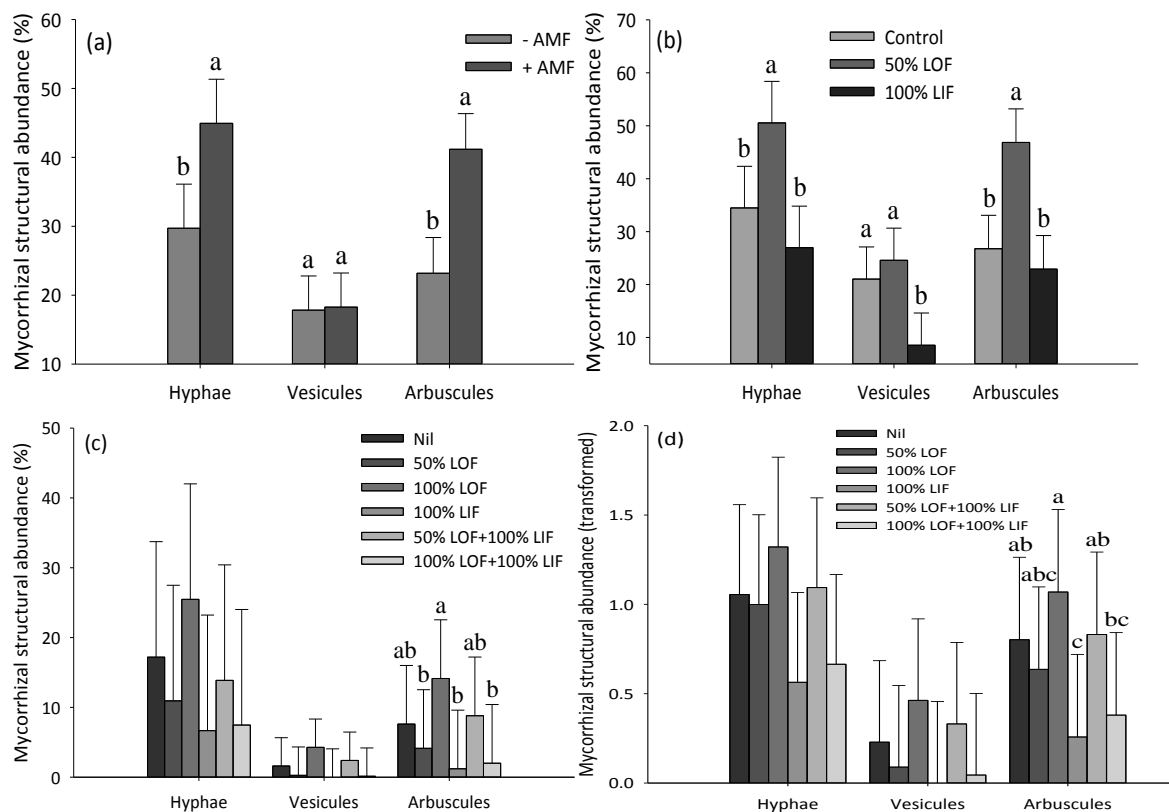 (a)
Mycorrhizal structural abundance (%)
60
50
40
30
20
10
- AMF
+ AMF
b
a
a
a
b
a
Hyphae
Vesicules
Arbuscules
(b)
Mycorrhizal structural abundance (%)
70
60
50
40
30
20
10
Control
50% LOF
100% LIF
b
a
b
a
a
b
b
a
b
Hyphae
Vesicules
Arbuscules
(c)
Mycorrhizal structural abundance (%)
50
40
30
20
10
0
Nil
50% LOF
100% LOF
100% LIF
50% LOF+100% LIF
100% LOF+100% LIF
ab
b
a
b
ab
b
Hyphae
Vesicules
Arbuscules
(d)
Mycorrhizal structural abundance (transformed)
2.0
1.5
1.0
0.5
0.0
Nil
50% LOF
100% LOF
100% LIF
50% LOF+100% LIF
100% LOF+100% LIF
ab
abc
a
c
ab
bc
Hyphae
Vesicules
Arbuscules